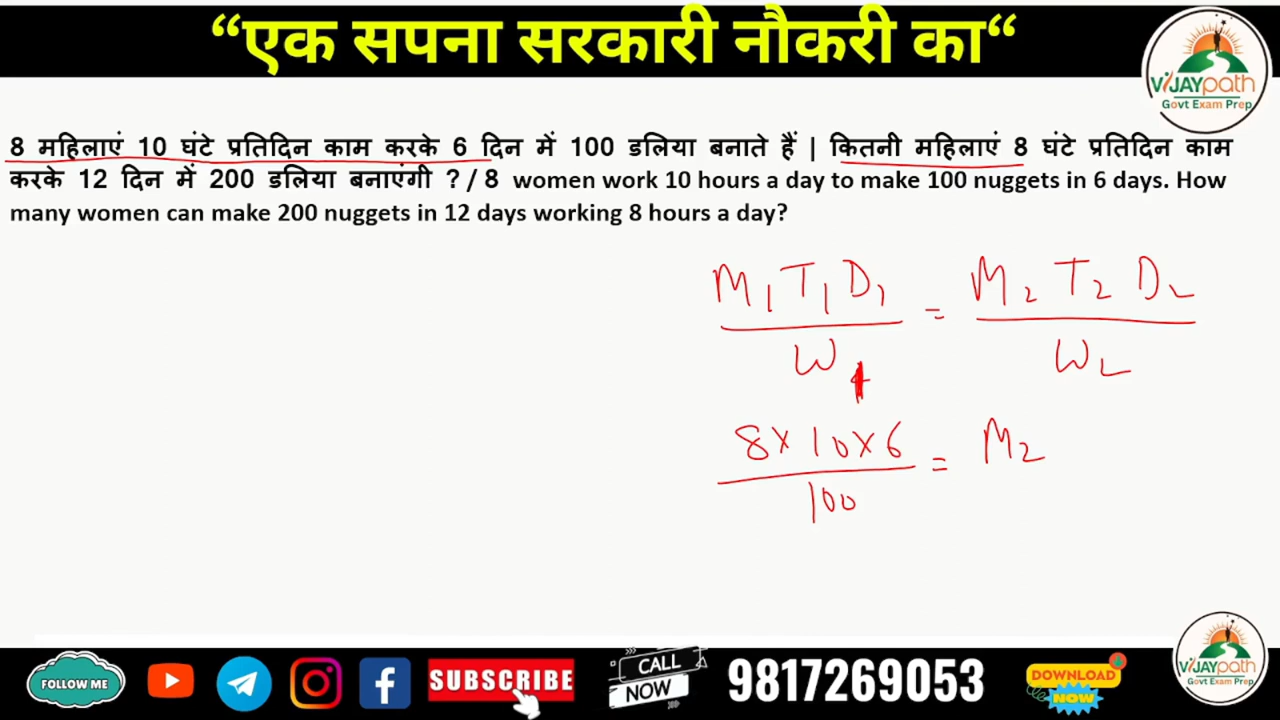 “एक सपना सरकारी नौकरी का“
ViJAYpath
Govt Exam Prep
8 महिलाएं 10 घंटे प्रतिदिन काम करके 6 दिन में 100 डलिया बनाते हैं | कितनी महिलाएं 8 घंटे प्रतिदिन काम
करके 12 दिन में 200 डलिया बनाएंगी ? / 8 women work 10 hours a day to make 100 nuggets in 6 days. How
many women can make 200 nuggets in 12 days working 8 hours a day?
M₁ T₁ D₁ = M₂ T₂ D₂
W₁ W₂
8 × 10 × 6 = M₂
100
ViJAYpath
Govt Exam Prep
FOLLOW ME
SUBSCRIBE
CALL
NOW
9817269053
DOWNLOAD
NOW